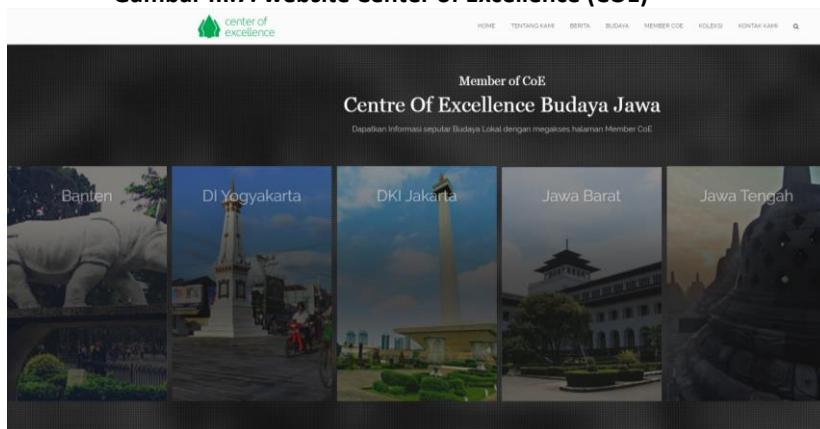 center of
excellence
HOME TENTANG KAMI BERITA BUDAYA MEMBER COE KOLEKSI KONTAK KAMI
Member of CoE
Centre Of Excellence Budaya Jawa
Dapatkan Informasi seputar Budaya Lokal dengan megakses halaman Member CoE
Banten DI Yogyakarta DKI Jakarta Jawa Barat Jawa Tengah